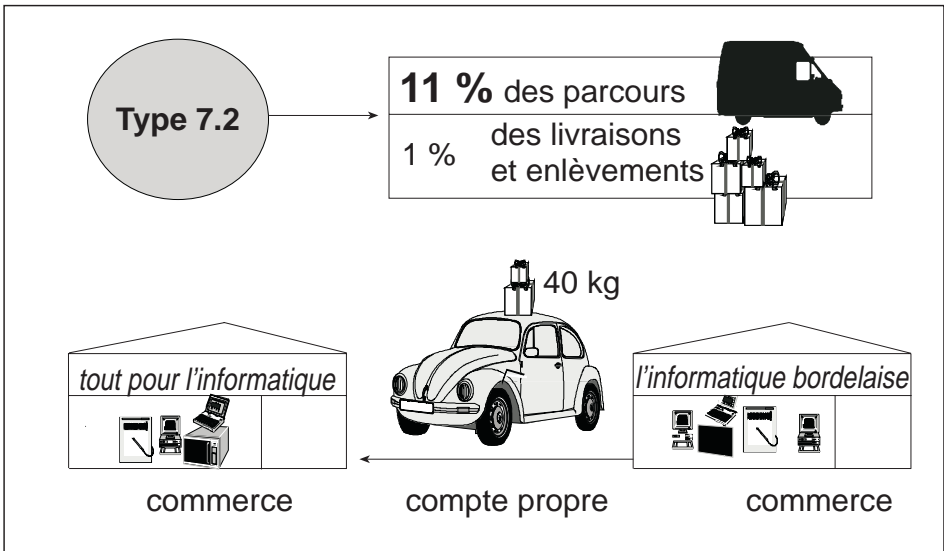 Type 7.2
11 % des parcours
1 % des livraisons
et enlèvements
40 kg
tout pour l'informatique
l'informatique bordelaise
commerce
compte propre
commerce